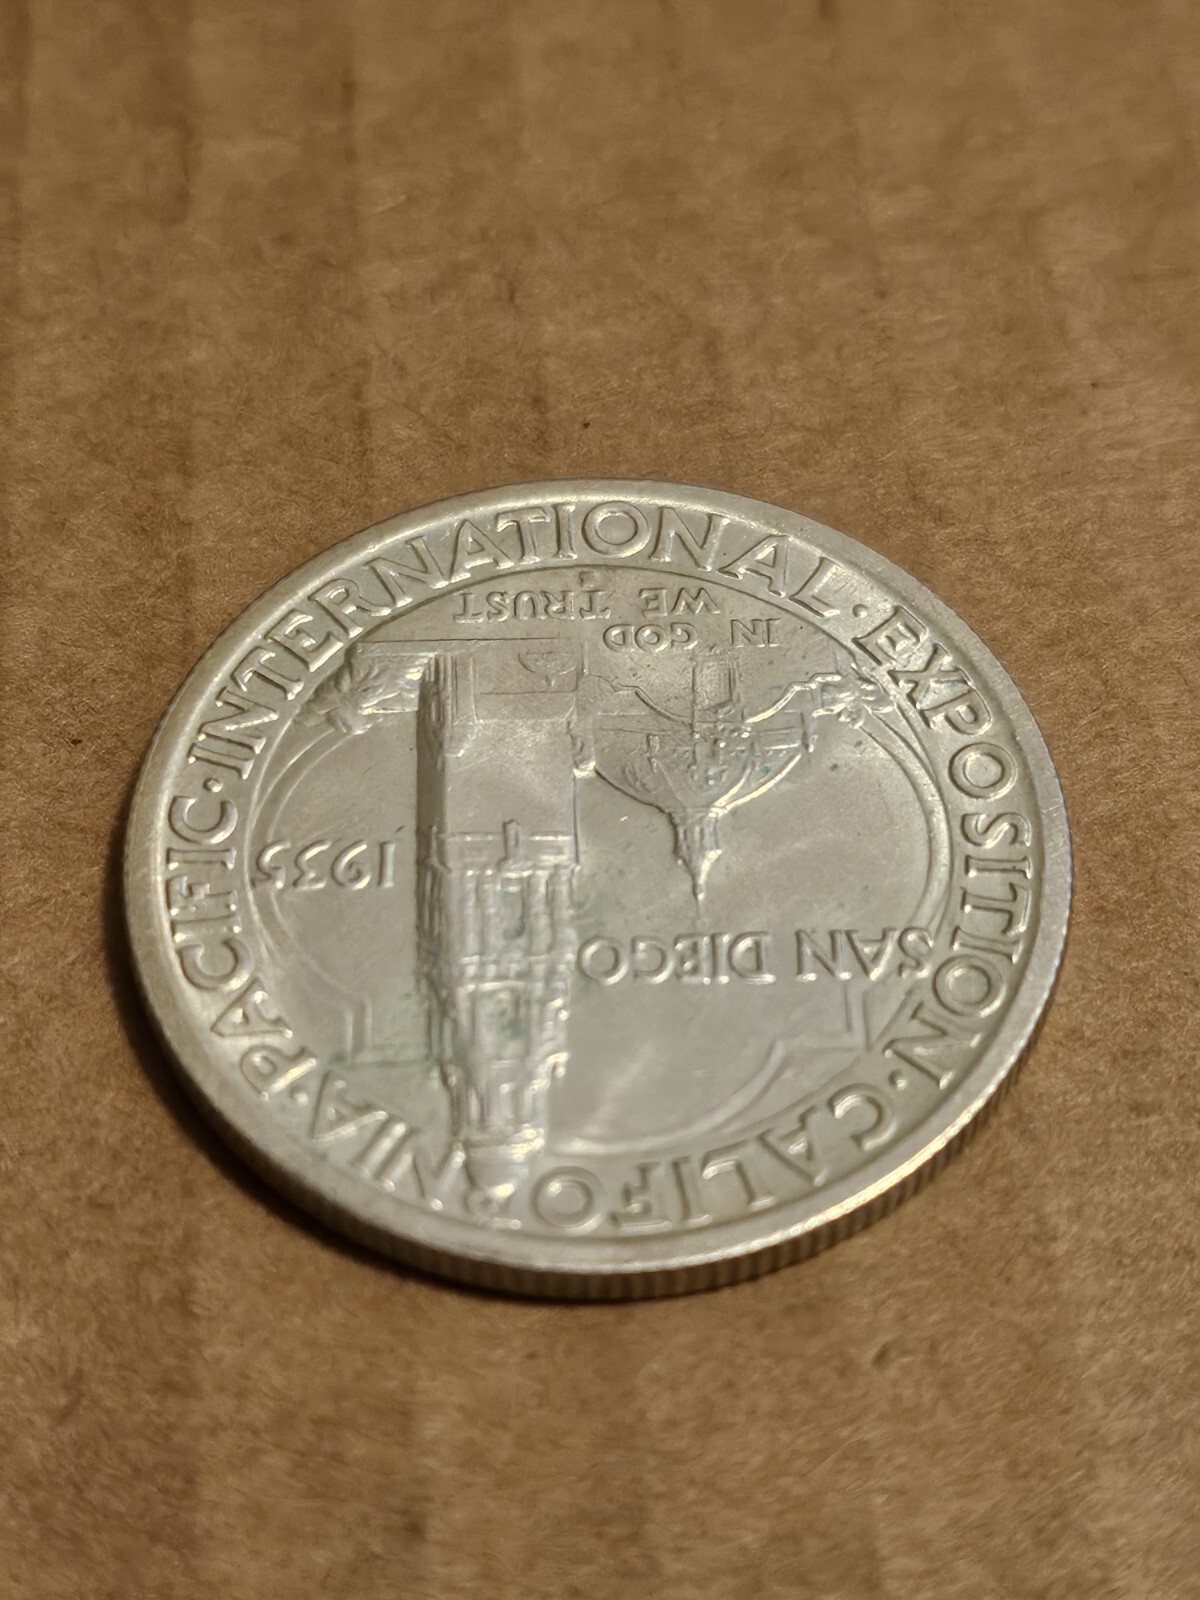 CALIFORNIA·PACIFIC·INTERNATIONAL·EXPOSITION·
SAN DIEGO
1935
IN GOD
WE TRUST